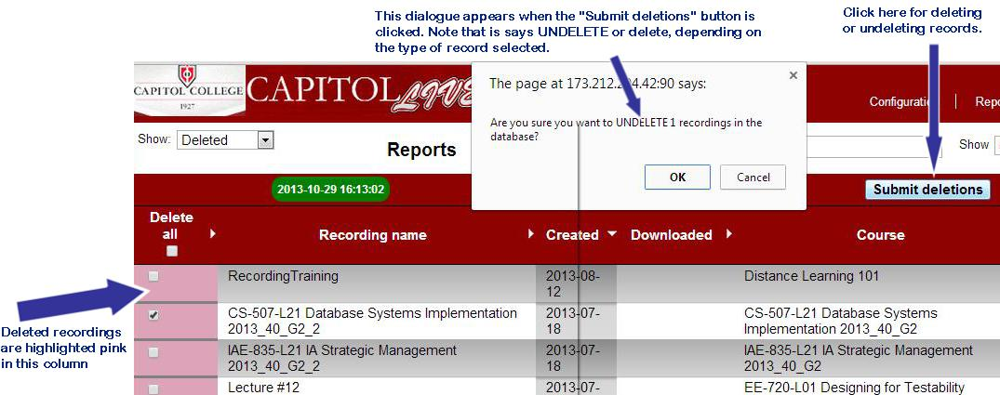 This dialogue appears when the "Submit deletions" button is
clicked. Note that is says UNDELETE or delete, depending on
the type of record selected.
Click here for deleting
or undeleting records.
CAPITOL COLLEGE
1927
CAPITOL
The page at 173.212. 4.42:90 says:
Configuratio
Repo
Are you sure you want to UNDELETE 1 recordings in the
database?
Show:
Deleted
Reports
Show
OK
Cancel
2013-10-29 16:13:02
Submit deletions
Delete
all
Recording name
Created
Downloaded
Course
RecordingTraining
2013-08-
12
Distance Learning 101
CS-507-L21 Database Systems Implementation
2013_40_G2_2
2013-07-
18
CS-507-L21 Database Systems
Implementation 2013_40_G2
Deleted recordings
are highlighted pink
in this column
IAE-835-L21 IA Strategic Management
2013_40_G2_2
2013-07-
18
IAE-835-L21 IA Strategic Management
2013_40_G2
Lecture #12
2013-07-
EE-720-L01 Designing for Testability